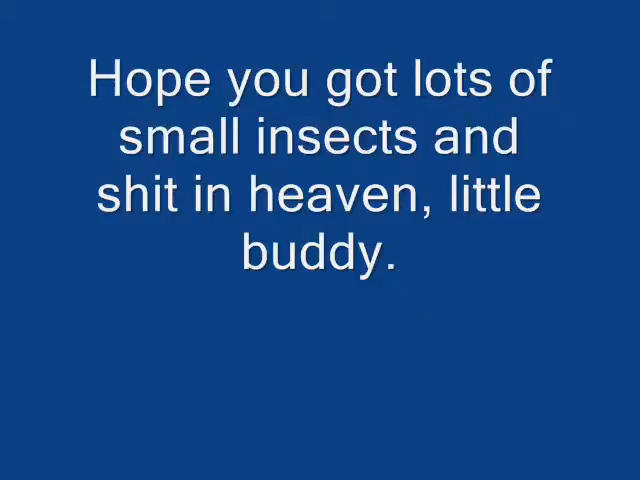 Hope you got lots of
small insects and
shit in heaven, little
buddy.